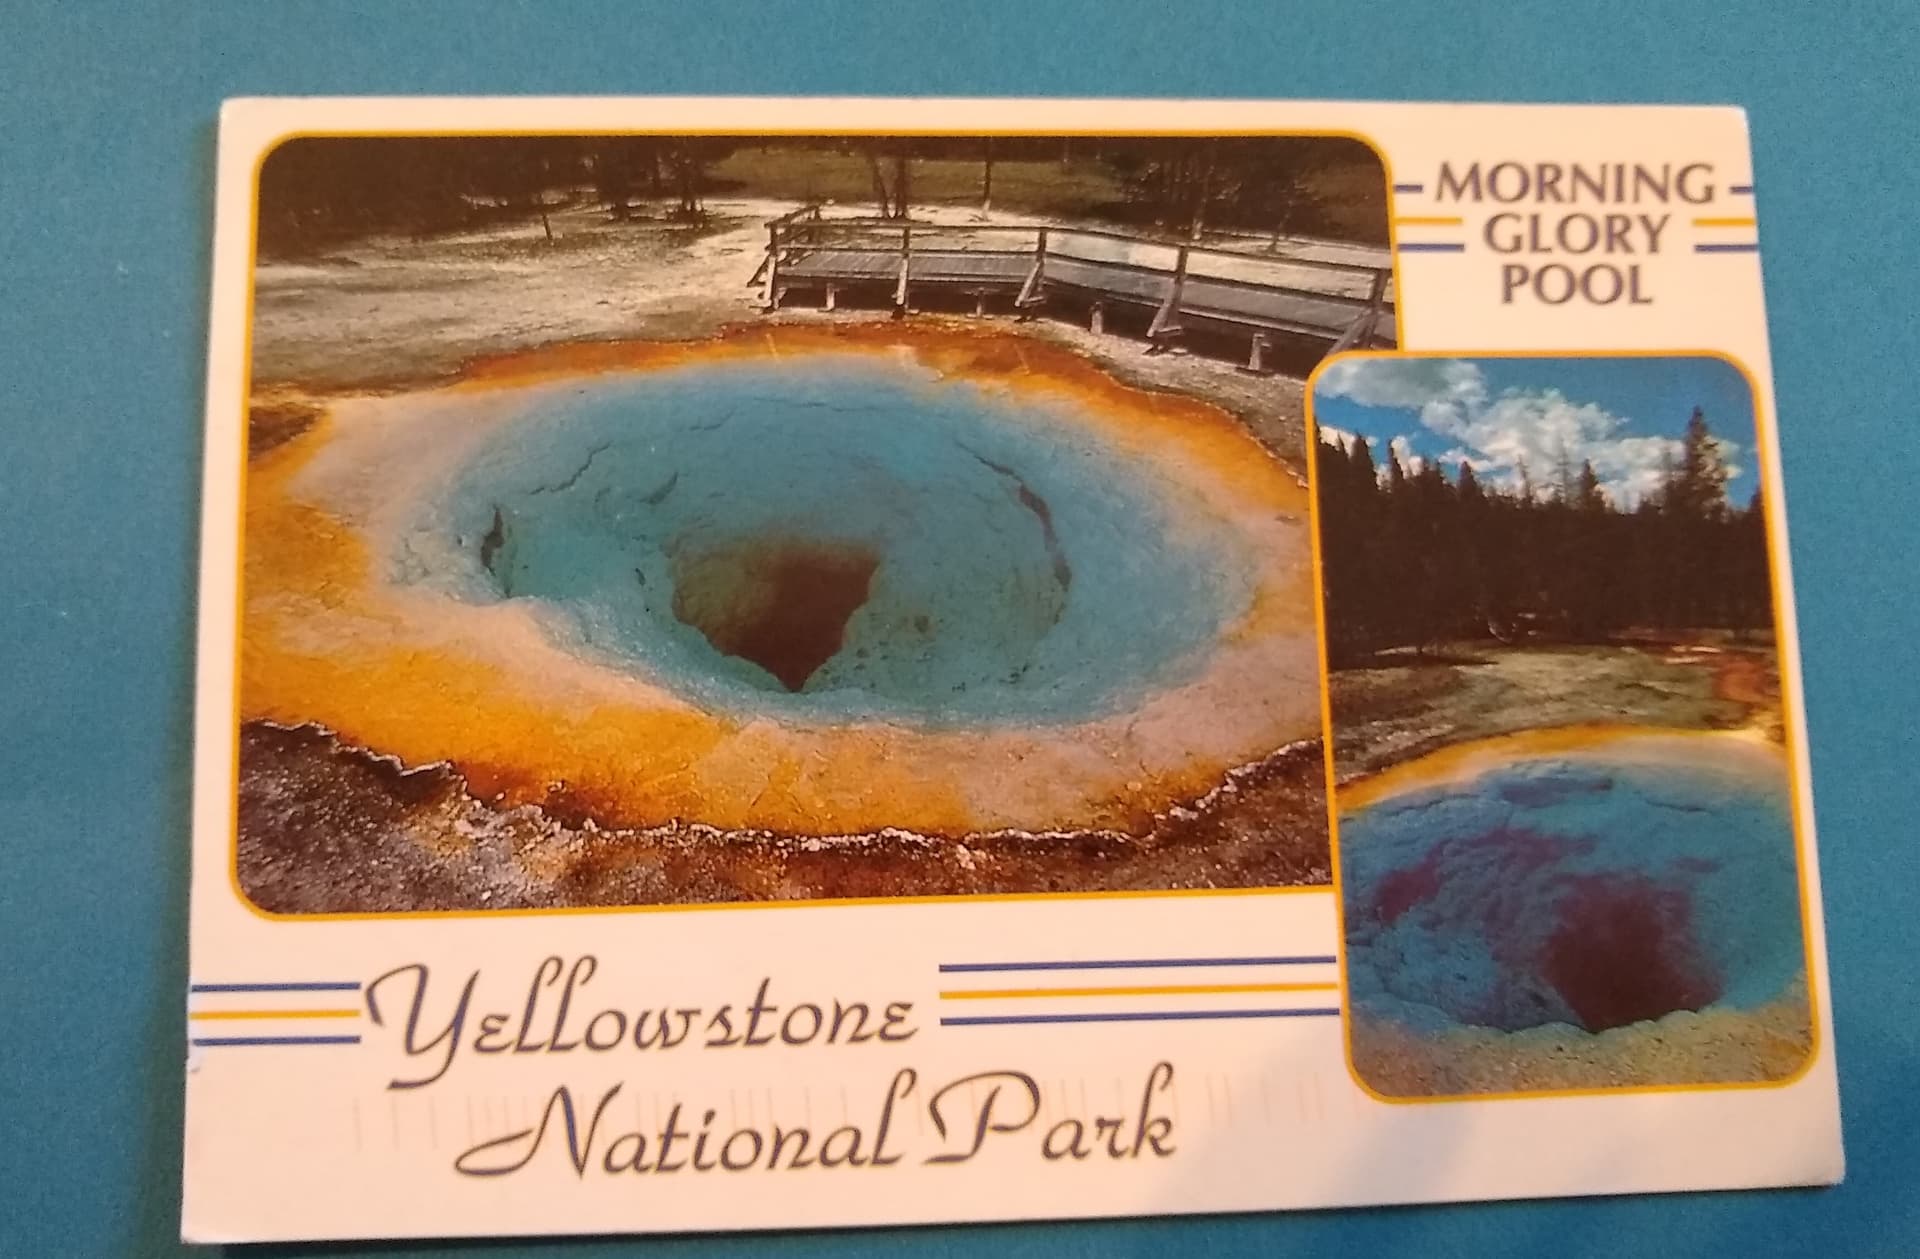 MORNING
GLORY
POOL
Yellowstone
National Park